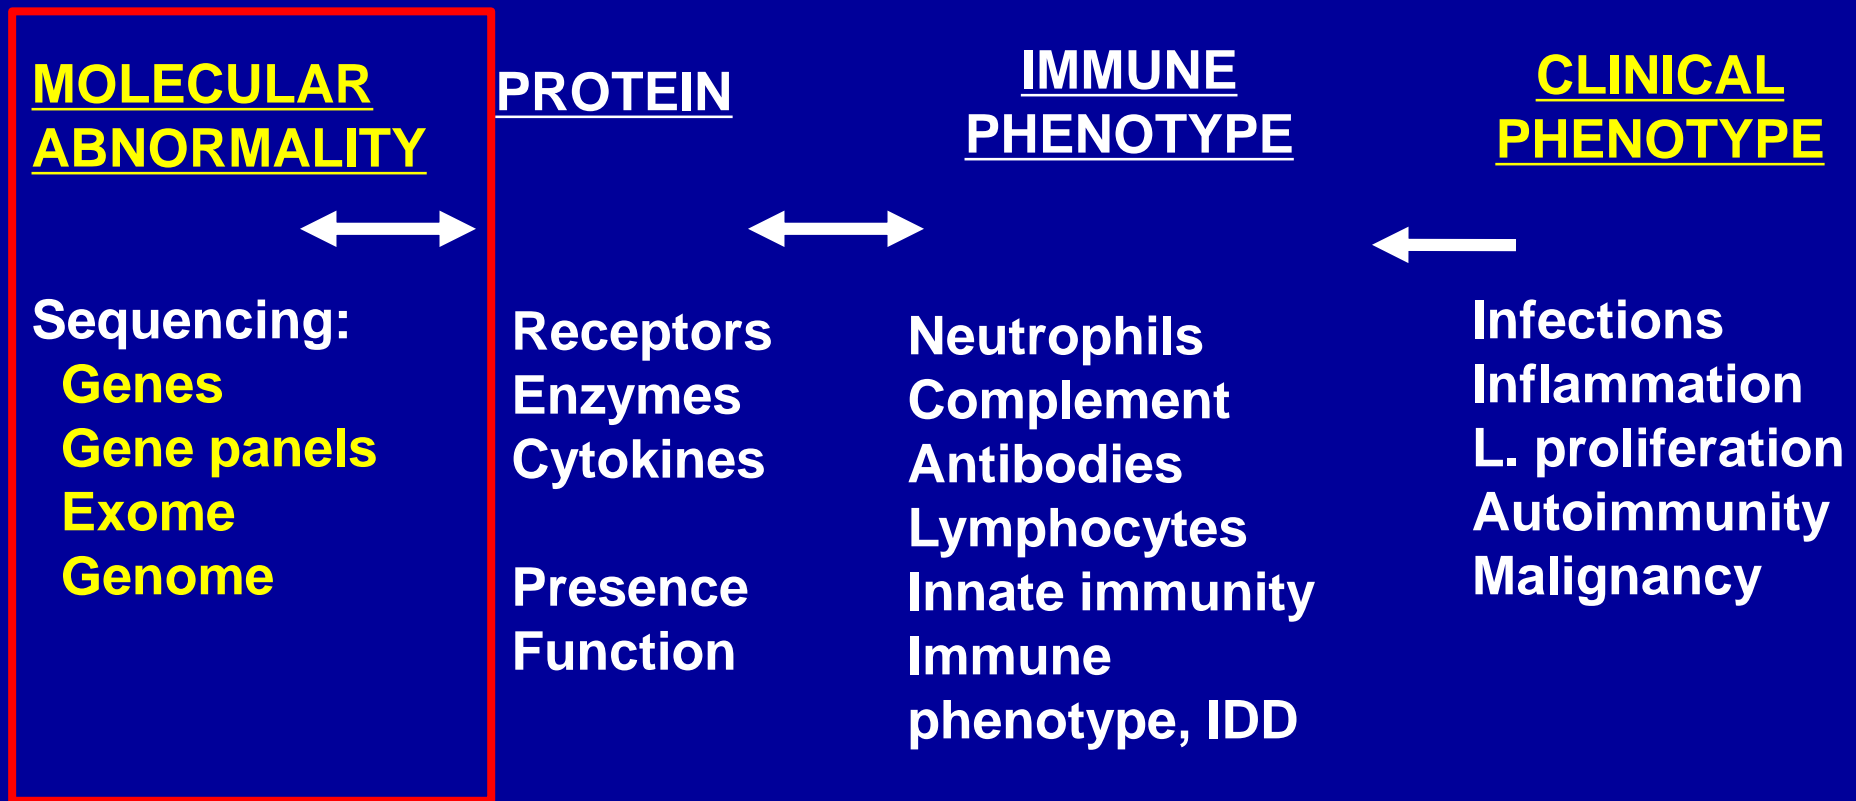 MOLECULAR
ABNORMALITY
Sequencing:
Genes
Gene panels
Exome
Genome
PROTEIN
Receptors
Enzymes
Cytokines
Presence
Function
IMMUNE
PHENOTYPE
Neutrophils
Complement
Antibodies
Lymphocytes
Innate immunity
Immune
phenotype, IDD
CLINICAL
PHENOTYPE
Infections
Inflammation
L. proliferation
Autoimmunity
Malignancy